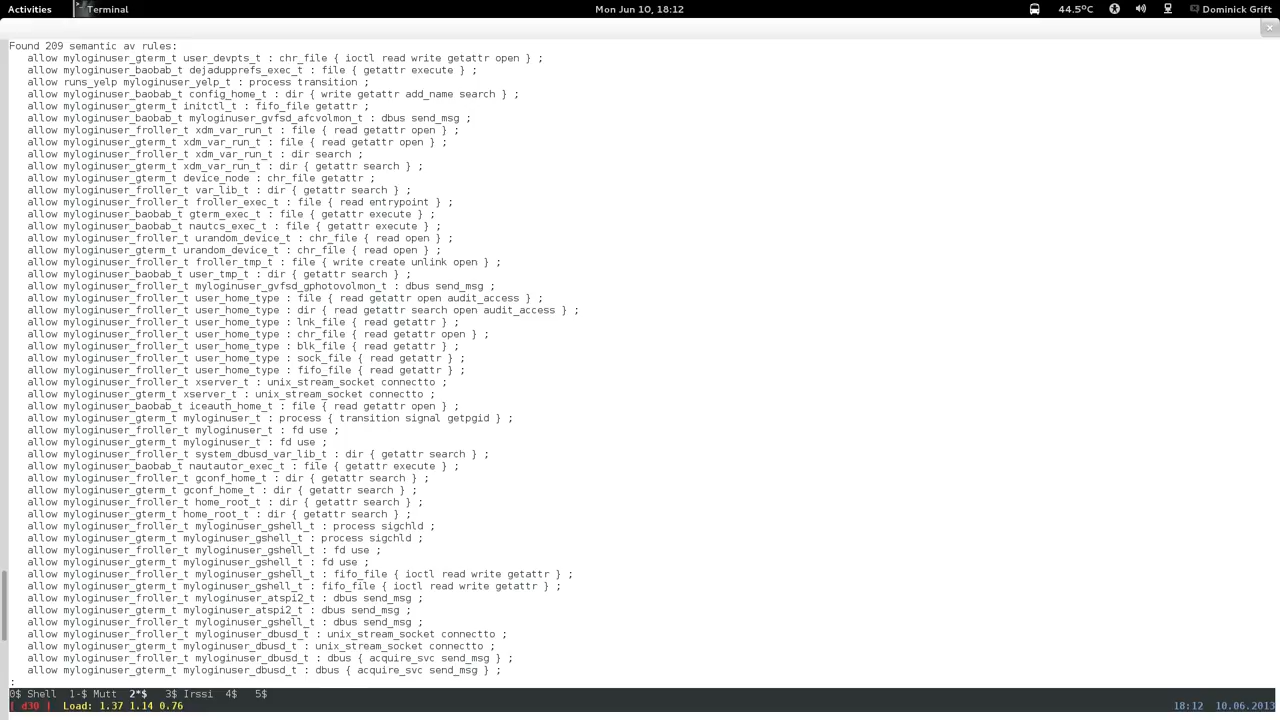 Activities Terminal Mon Jun 10, 18:12 44.5°C Dominick Grift
Found 209 semantic av rules:
allow myloginuser_gterm_t user_devpts_t : chr_file { ioctl read write getattr open } ;
allow myloginuser_baobab_t dejadupprefs_exec_t : file { getattr execute } ;
allow runs_yelp myloginuser_yelp_t : process transition ;
allow myloginuser_baobab_t config_home_t : dir { write getattr add_name search } ;
allow myloginuser_gterm_t initctl_t : fifo_file getattr ;
allow myloginuser_baobab_t myloginuser_gvfsd_afcvolmon_t : dbus send_msg ;
allow myloginuser_froller_t xdm_var_run_t : file { read getattr open } ;
allow myloginuser_gterm_t xdm_var_run_t : file { read getattr open } ;
allow myloginuser_froller_t xdm_var_run_t : dir search ;
allow myloginuser_gterm_t xdm_var_run_t : dir { getattr search } ;
allow myloginuser_gterm_t device_node : chr_file getattr ;
allow myloginuser_froller_t var_lib_t : dir { getattr search } ;
allow myloginuser_froller_t froller_exec_t : file { read entrypoint } ;
allow myloginuser_baobab_t gterm_exec_t : file { getattr execute } ;
allow myloginuser_baobab_t nautcs_exec_t : file { getattr execute } ;
allow myloginuser_froller_t urandom_device_t : chr_file { read open } ;
allow myloginuser_gterm_t urandom_device_t : chr_file { read open } ;
allow myloginuser_froller_t froller_tmp_t : file { write create unlink open } ;
allow myloginuser_baobab_t user_tmp_t : dir { getattr search } ;
allow myloginuser_froller_t myloginuser_gvfsd_gphotovolmon_t : dbus send_msg ;
allow myloginuser_froller_t user_home_type : file { read getattr open audit_access } ;
allow myloginuser_froller_t user_home_type : dir { read getattr search open audit_access } ;
allow myloginuser_froller_t user_home_type : lnk_file { read getattr } ;
allow myloginuser_froller_t user_home_type : chr_file { read getattr open } ;
allow myloginuser_froller_t user_home_type : blk_file { read getattr } ;
allow myloginuser_froller_t user_home_type : sock_file { read getattr } ;
allow myloginuser_froller_t user_home_type : fifo_file { read getattr } ;
allow myloginuser_froller_t xserver_t : unix_stream_socket connectto ;
allow myloginuser_gterm_t xserver_t : unix_stream_socket connectto ;
allow myloginuser_baobab_t iceauth_home_t : file { read getattr open } ;
allow myloginuser_gterm_t myloginuser_t : process { transition signal getpgid } ;
allow myloginuser_froller_t myloginuser_t : fd use ;
allow myloginuser_gterm_t myloginuser_t : fd use ;
allow myloginuser_froller_t system_dbusd_var_lib_t : dir { getattr search } ;
allow myloginuser_baobab_t nautautor_exec_t : file { getattr execute } ;
allow myloginuser_froller_t gconf_home_t : dir { getattr search } ;
allow myloginuser_gterm_t gconf_home_t : dir { getattr search } ;
allow myloginuser_froller_t home_root_t : dir { getattr search } ;
allow myloginuser_gterm_t home_root_t : dir { getattr search } ;
allow myloginuser_froller_t myloginuser_gshell_t : process sigchld ;
allow myloginuser_gterm_t myloginuser_gshell_t : process sigchld ;
allow myloginuser_froller_t myloginuser_gshell_t : fd use ;
allow myloginuser_gterm_t myloginuser_gshell_t : fd use ;
allow myloginuser_froller_t myloginuser_gshell_t : fifo_file { ioctl read write getattr } ;
allow myloginuser_gterm_t myloginuser_gshell_t : fifo_file { ioctl read write getattr } ;
allow myloginuser_froller_t myloginuser_atspi2_t : dbus send_msg ;
allow myloginuser_gterm_t myloginuser_atspi2_t : dbus send_msg ;
allow myloginuser_froller_t myloginuser_gshell_t : dbus send_msg ;
allow myloginuser_froller_t myloginuser_dbusd_t : unix_stream_socket connectto ;
allow myloginuser_gterm_t myloginuser_dbusd_t : unix_stream_socket connectto ;
allow myloginuser_froller_t myloginuser_dbusd_t : dbus { acquire_svc send_msg } ;
allow myloginuser_gterm_t myloginuser_dbusd_t : dbus { acquire_svc send_msg } ;
:
0$ Shell 1-$ Mutt 2*$ 3$ Irssi 4$ 5$
| d30 | Load: 1.37 1.14 0.76 18:12 10.06.2013